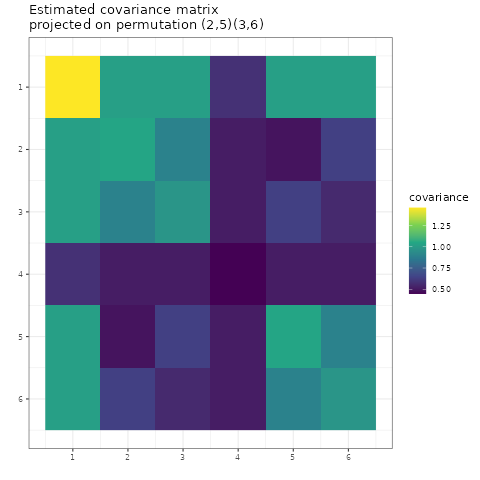 Estimated covariance matrix
projected on permutation (2,5)(3,6)
1
2
3
4
5
6
1 2 3 4 5 6
covariance
1.25
1.00
0.75
0.50